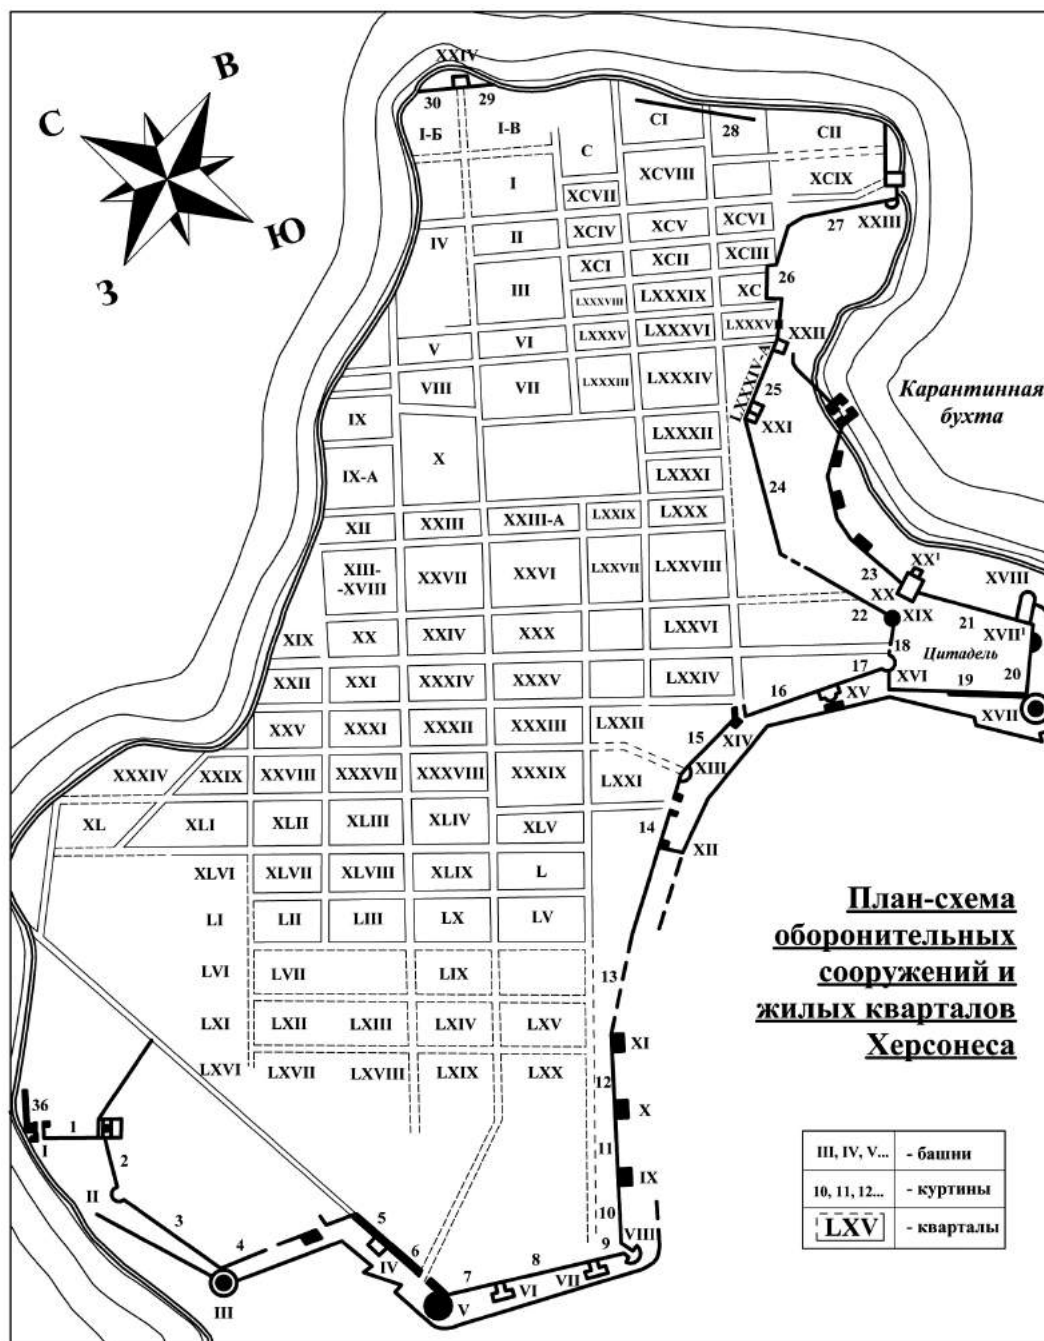 XXIV
В
С
Ю
З
30
29
I-Б
I-В
CI
28
CII
C
I
XCVII
XCVIII
XCIX
27
XXIII
IV
II
XCIV
XCV
XCVI
XCI
XCII
XCIII
III
26
LXXXVIII
LXXXIX
XC
V
VI
LXXXV
LXXXVI
LXXXVII
XXII
VIII
VII
LXXXIII
LXXXIV
LXXXIV-A
25
Карантинная
бухта
IX
XXI
LXXXII
X
IX-A
LXXXI
24
XII
XXIII
XXIII-A
LXXIX
LXXX
XIII-
-XVIII
XXVII
XXVI
LXXVII
LXXVIII
23
XX¹
XVIII
XX
XIX
22
21
XVII¹
XIX
XX
XXIV
XXX
LXXVI
18
Цитадель
XXII
XXI
XXXIV
XXXV
LXXIV
17
XVI
19
20
16
XV
XVII
XXV
XXXI
XXXII
XXXIII
LXXII
15
XIV
XXXIV
XXIX
XXVIII
XXXVII
XXXVIII
XXXIX
LXXI
XIII
XL
XLI
XLII
XLIII
XLIV
XLV
14
XII
XLVI
XLVII
XLVIII
XLIX
L
LI
LII
LIII
LX
LV
План-схема
оборонительных
сооружений и
жилых кварталов
Херсонеса
LVI
LVII
LIX
13
LXI
LXII
LXIII
LXIV
LXV
XI
LXVI
LXVII
LXVIII
LXIX
LXX
12
36
1
I
X
2
11
II
IX
3
10
4
5
6
IV
9
VIII
8
7
VII
VI
III
V
III, IV, V... - башни
10, 11, 12... - куртины
LXV - кварталы